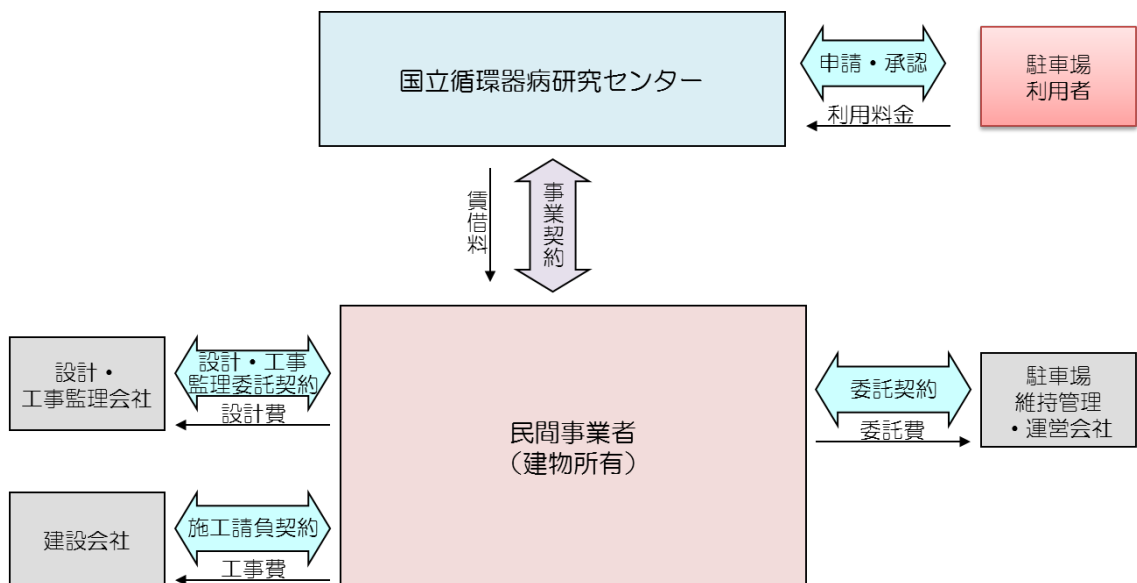 国立循環器病研究センター
申請・承認
利用料金
駐車場
利用者
賃借料
事業契約
設計・
工事監理会社
設計・工事
監理委託契約
設計費
民間事業者
（建物所有）
委託契約
委託費
駐車場
維持管理
・運営会社
建設会社
施工請負契約
工事費